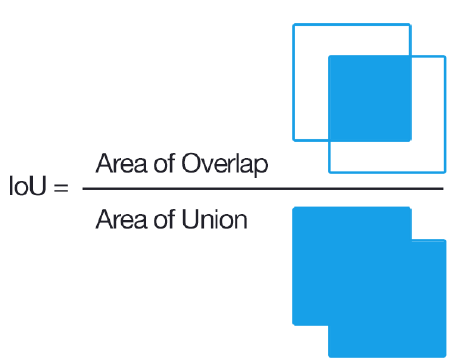 Area of Overlap
IoU =
Area of Union